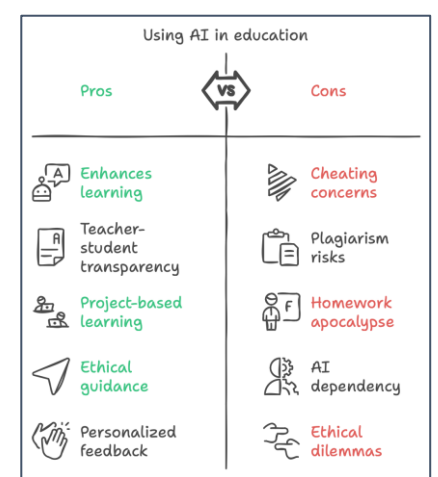 Using AI in education
Pros
VS
Cons
A
Enhances
learning
Cheating
concerns
A
Teacher-
student
transparency
Plagiarism
risks
Project-based
learning
F
Homework
apocalypse
Ethical
guidance
AI
dependency
Personalized
feedback
Ethical
dilemmas